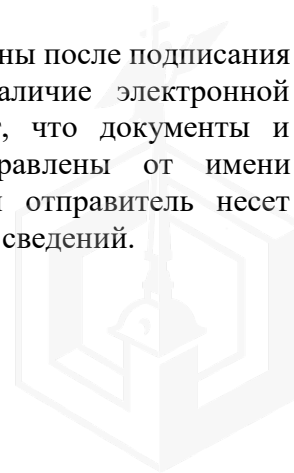 ны после подписания
аличие электронной
, что документы и
равлены от имени
отправитель несет
сведений.